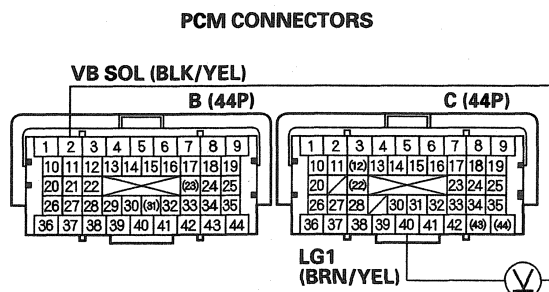 PCM CONNECTORS
VB SOL (BLK/YEL)
B (44P)
C (44P)
1 2 3 4 5 6 7 8 9
10 11 12 13 14 15 16 17 18 19
20 21 22 (23) 24 25
26 27 28 29 30 (31) 32 33 34 35
36 37 38 39 40 41 42 43 44
1 2 3 4 5 6 7 8 9
10 11 (12) 13 14 15 16 17 18 19
20 (22) 23 24 25
26 27 28 30 31 32 33 34 35
36 37 38 39 40 41 42 (43) (44)
LG1
(BRN/YEL)
V